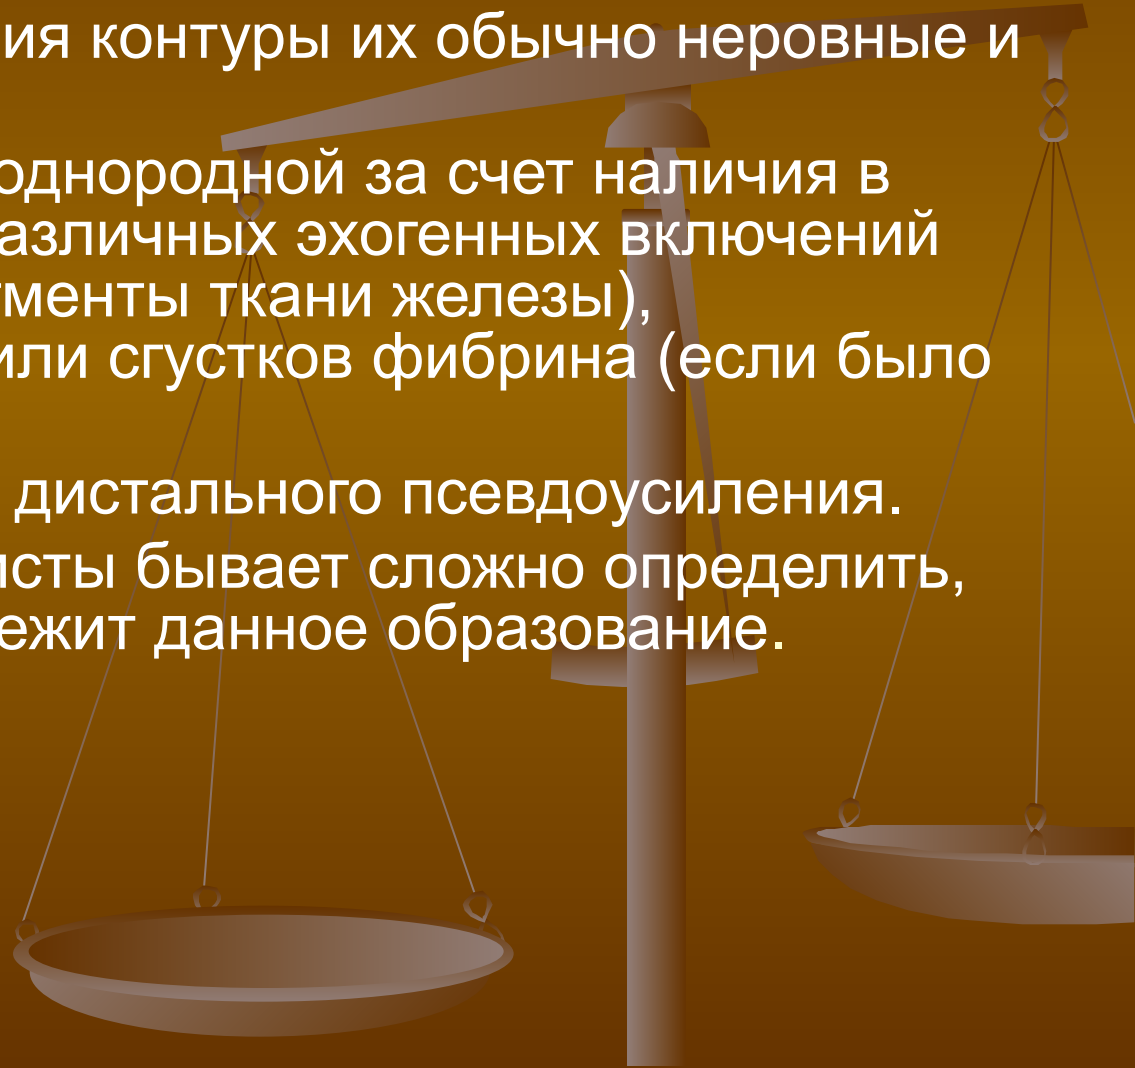 ия контуры их обычно неровные и
однородной за счет наличия в
азличных эхогенных включений
гменты ткани железы),
или сгустков фибрина (если было
дистального псевдоусиления.
исты бывает сложно определить,
ежит данное образование.